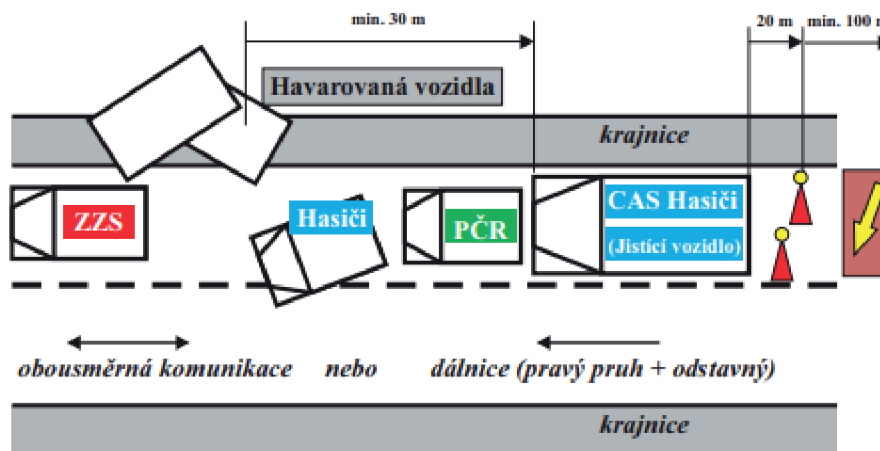 min. 30 m
20 m
min. 100 m
Havarovaná vozidla
krajnice
ZZS
Hasiči
PČR
CAS Hasiči
(Jistící vozidlo)
obousměrná komunikace nebo dálnice (pravý pruh + odstavný)
krajnice